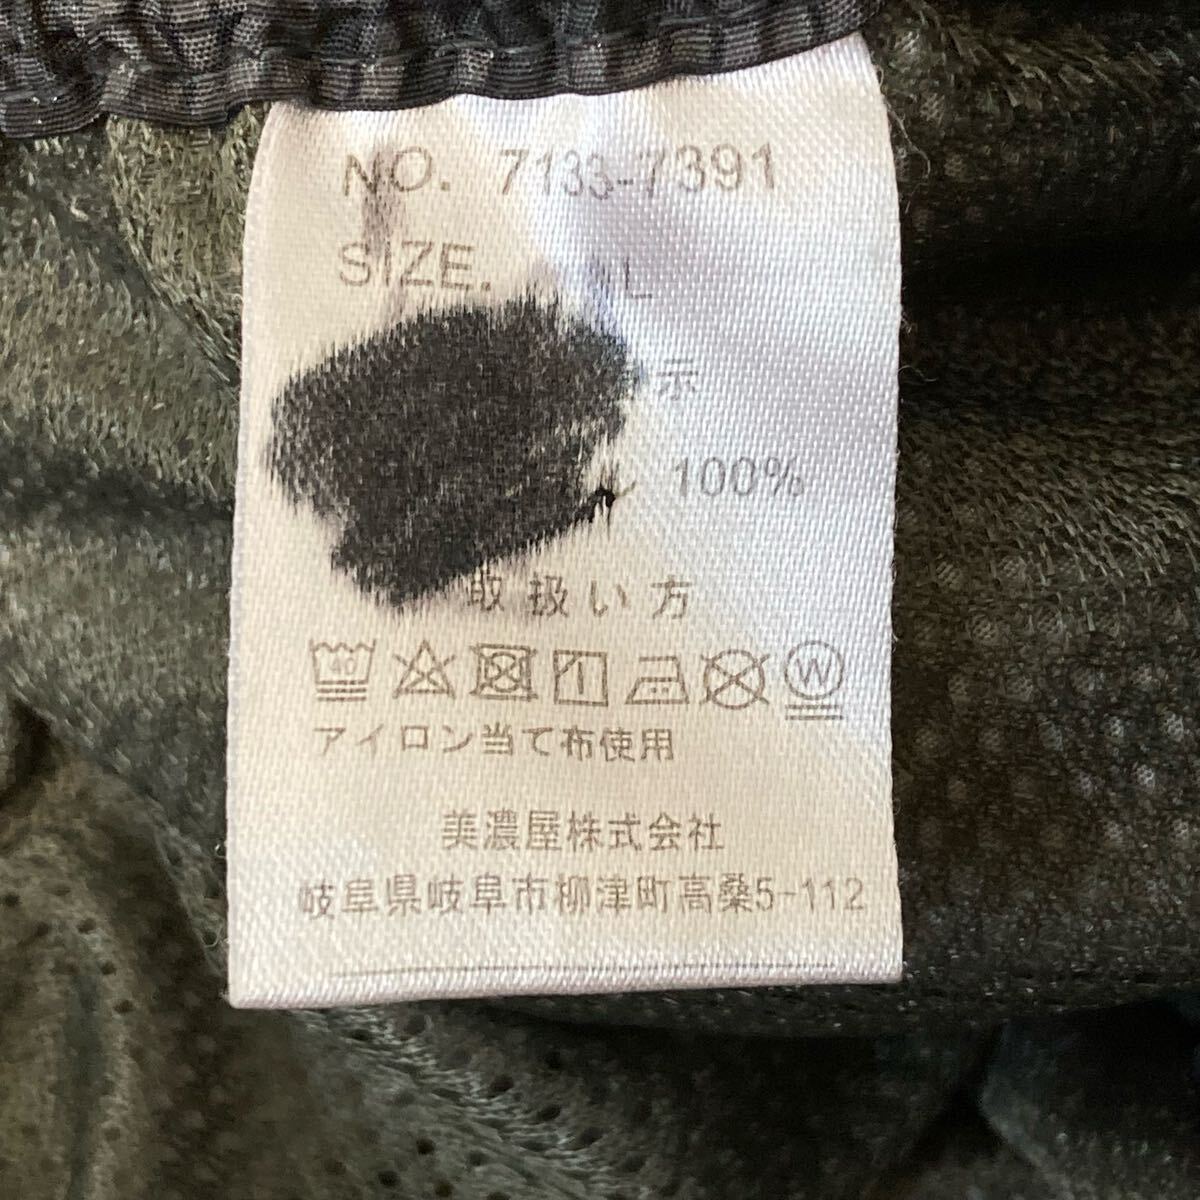 NO. 7133-7391
SIZE. L
示
100%
取扱い方
40 W
アイロン当て布使用
美濃屋株式会社
岐阜県岐阜市柳津町高桑5-112